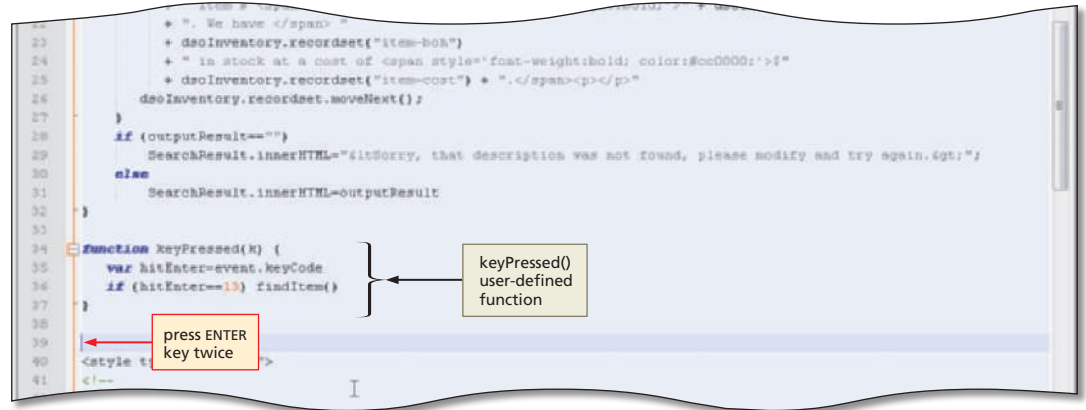 23 + dsoInventory.recordset("item-boh")
+ ". We have </span> "
24 + " in stock at a cost of <span style='font-weight:bold; color:#cc0000;'>$"
25 + dsoInventory.recordset("item-cost") + ".</span><p></p>"
26 dsoInventory.recordset.moveNext();
27 }
28 if (outputResult=="")
29 SearchResult.innerHTML="&ltSorry, that description was not found, please modify and try again.&gt;";
30 else
31 SearchResult.innerHTML=outputResult
32 }
33
34 function keyPressed(k) {
35 var hitEnter=event.keyCode
36 if (hitEnter==13) findItem()
37 }
keyPressed()
user-defined
function
38
39
press ENTER
key twice
40 <style t ">
41 <!--